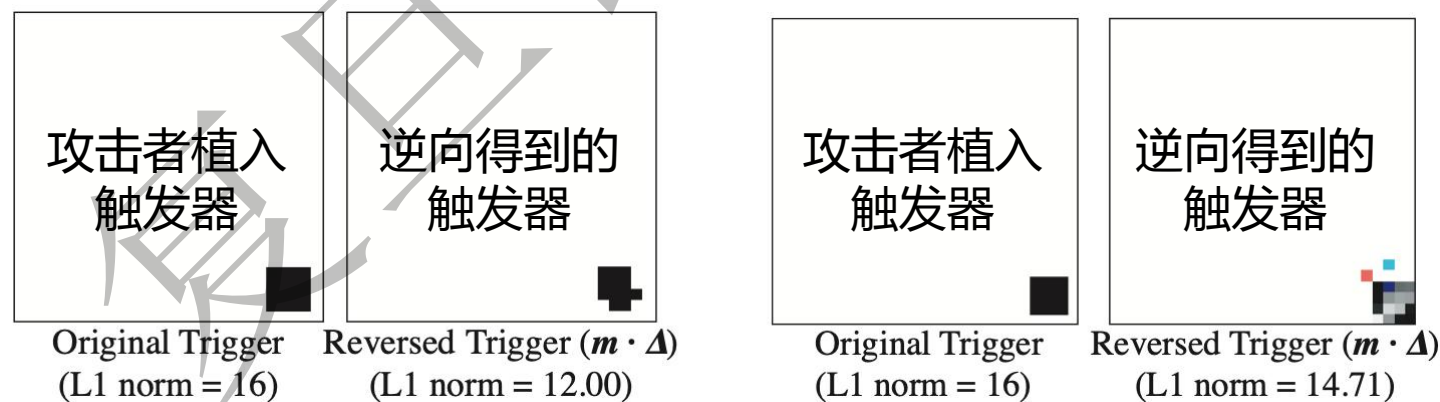 攻击者植入
触发器
Original Trigger
(L1 norm = 16)
逆向得到的
触发器
Reversed Trigger (m · Δ)
(L1 norm = 12.00)
攻击者植入
触发器
Original Trigger
(L1 norm = 16)
逆向得到的
触发器
Reversed Trigger (m · Δ)
(L1 norm = 14.71)